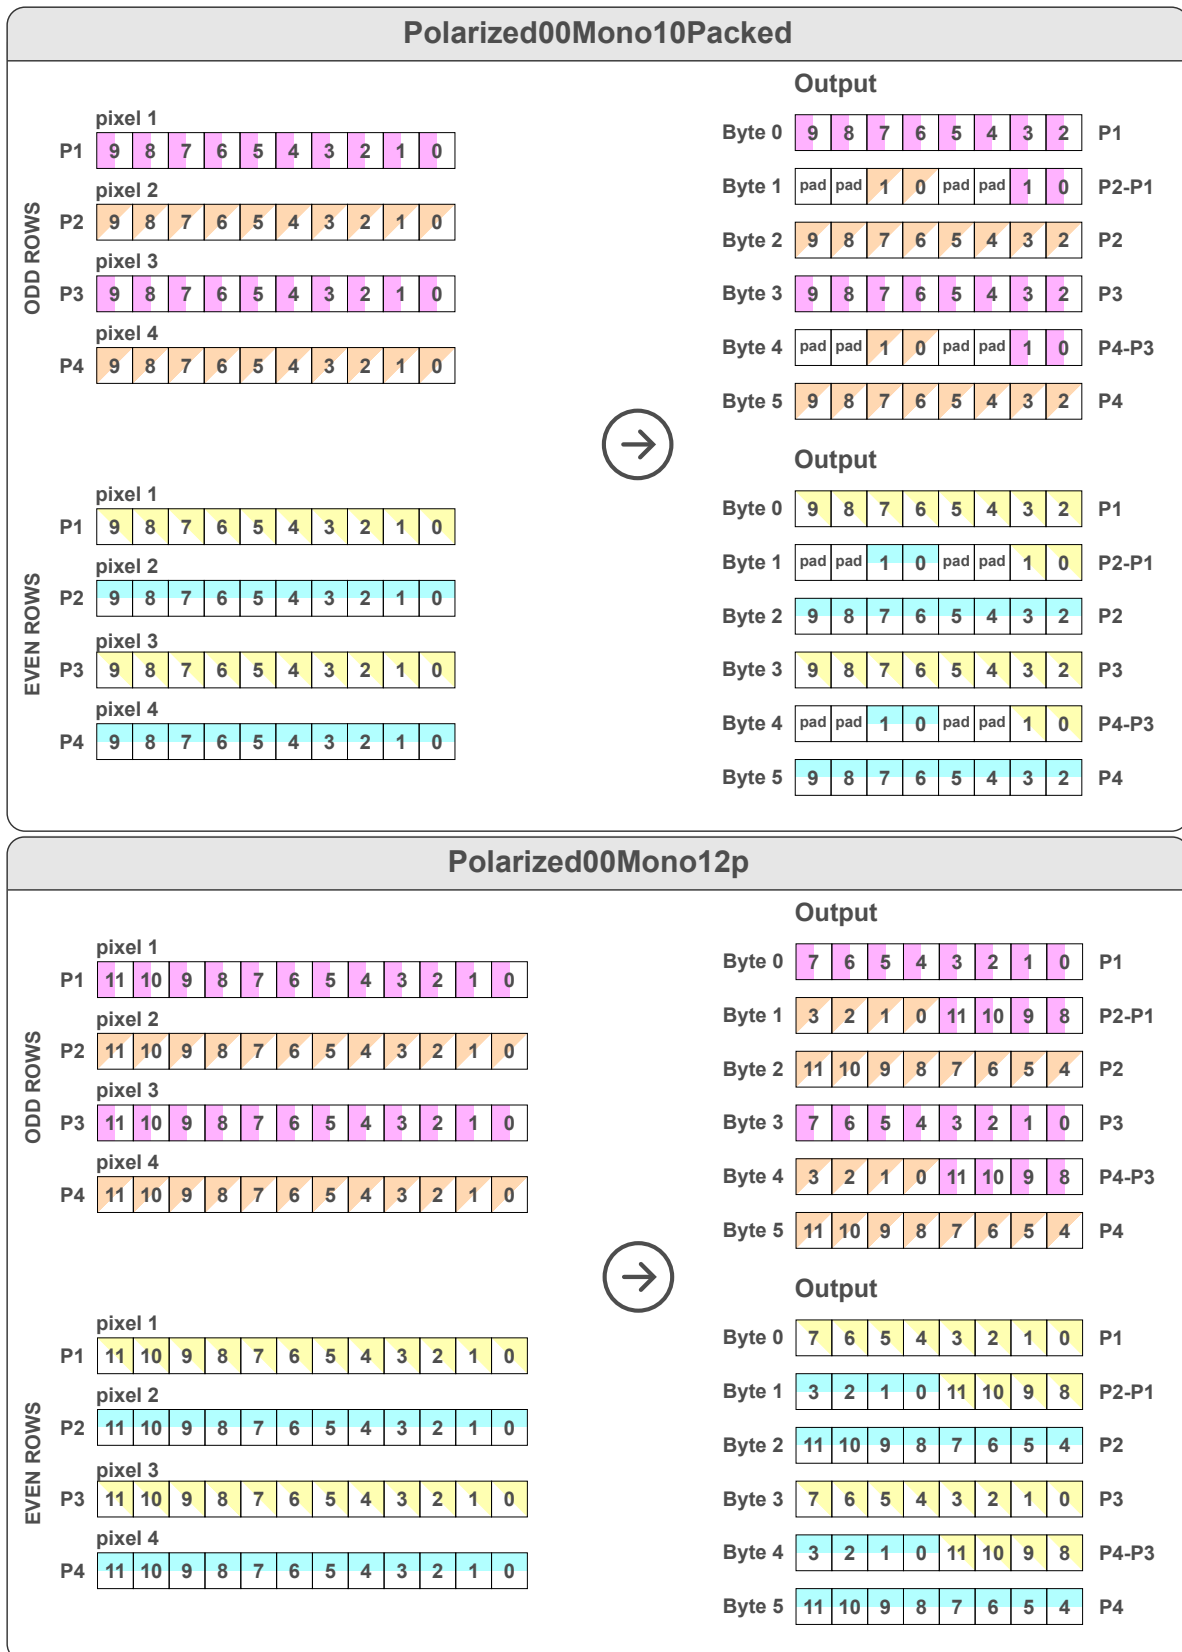 Polarized00Mono10Packed
ODD ROWS
pixel 1
P1 9 8 7 6 5 4 3 2 1 0
pixel 2
P2 9 8 7 6 5 4 3 2 1 0
pixel 3
P3 9 8 7 6 5 4 3 2 1 0
pixel 4
P4 9 8 7 6 5 4 3 2 1 0
EVEN ROWS
pixel 1
P1 9 8 7 6 5 4 3 2 1 0
pixel 2
P2 9 8 7 6 5 4 3 2 1 0
pixel 3
P3 9 8 7 6 5 4 3 2 1 0
pixel 4
P4 9 8 7 6 5 4 3 2 1 0
Output
Byte 0 9 8 7 6 5 4 3 2 P1
Byte 1 pad pad 1 0 pad pad 1 0 P2-P1
Byte 2 9 8 7 6 5 4 3 2 P2
Byte 3 9 8 7 6 5 4 3 2 P3
Byte 4 pad pad 1 0 pad pad 1 0 P4-P3
Byte 5 9 8 7 6 5 4 3 2 P4
Output
Byte 0 9 8 7 6 5 4 3 2 P1
Byte 1 pad pad 1 0 pad pad 1 0 P2-P1
Byte 2 9 8 7 6 5 4 3 2 P2
Byte 3 9 8 7 6 5 4 3 2 P3
Byte 4 pad pad 1 0 pad pad 1 0 P4-P3
Byte 5 9 8 7 6 5 4 3 2 P4
Polarized00Mono12p
ODD ROWS
pixel 1
P1 11 10 9 8 7 6 5 4 3 2 1 0
pixel 2
P2 11 10 9 8 7 6 5 4 3 2 1 0
pixel 3
P3 11 10 9 8 7 6 5 4 3 2 1 0
pixel 4
P4 11 10 9 8 7 6 5 4 3 2 1 0
EVEN ROWS
pixel 1
P1 11 10 9 8 7 6 5 4 3 2 1 0
pixel 2
P2 11 10 9 8 7 6 5 4 3 2 1 0
pixel 3
P3 11 10 9 8 7 6 5 4 3 2 1 0
pixel 4
P4 11 10 9 8 7 6 5 4 3 2 1 0
Output
Byte 0 7 6 5 4 3 2 1 0 P1
Byte 1 3 2 1 0 11 10 9 8 P2-P1
Byte 2 11 10 9 8 7 6 5 4 P2
Byte 3 7 6 5 4 3 2 1 0 P3
Byte 4 3 2 1 0 11 10 9 8 P4-P3
Byte 5 11 10 9 8 7 6 5 4 P4
Output
Byte 0 7 6 5 4 3 2 1 0 P1
Byte 1 3 2 1 0 11 10 9 8 P2-P1
Byte 2 11 10 9 8 7 6 5 4 P2
Byte 3 7 6 5 4 3 2 1 0 P3
Byte 4 3 2 1 0 11 10 9 8 P4-P3
Byte 5 11 10 9 8 7 6 5 4 P4